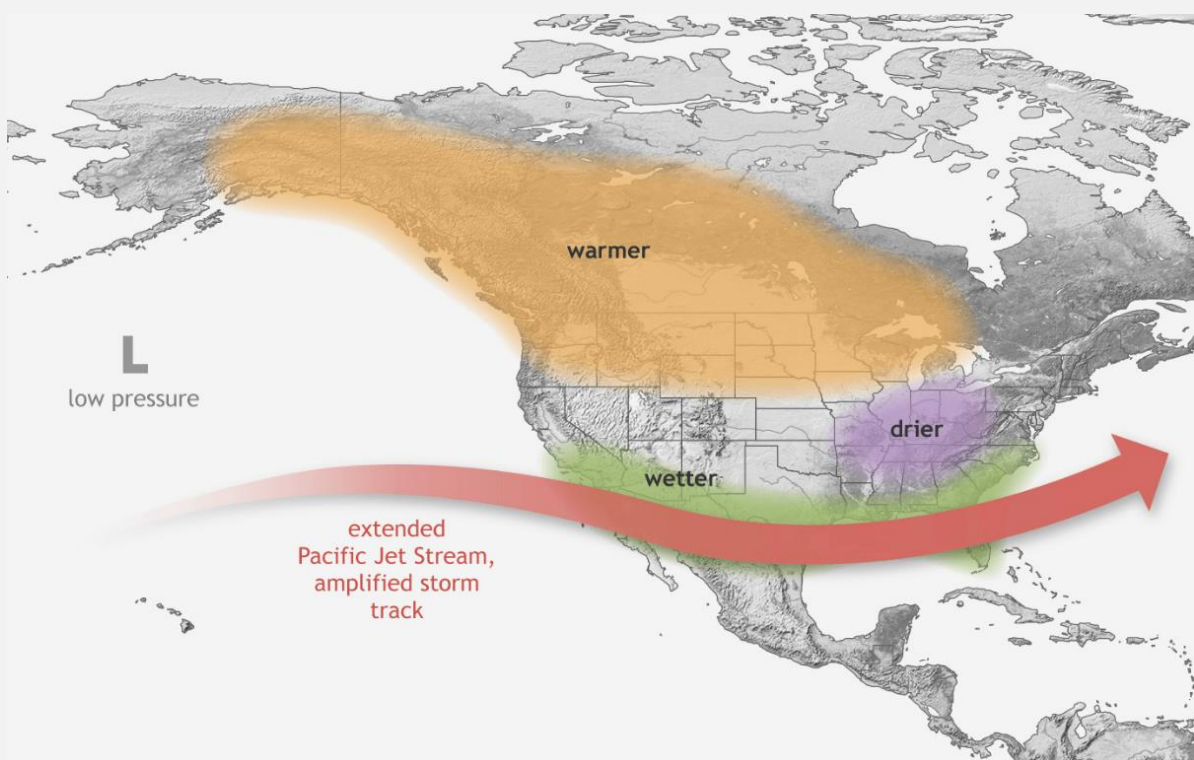 warmer
L
low pressure
drier
wetter
extended
Pacific Jet Stream,
amplified storm
track